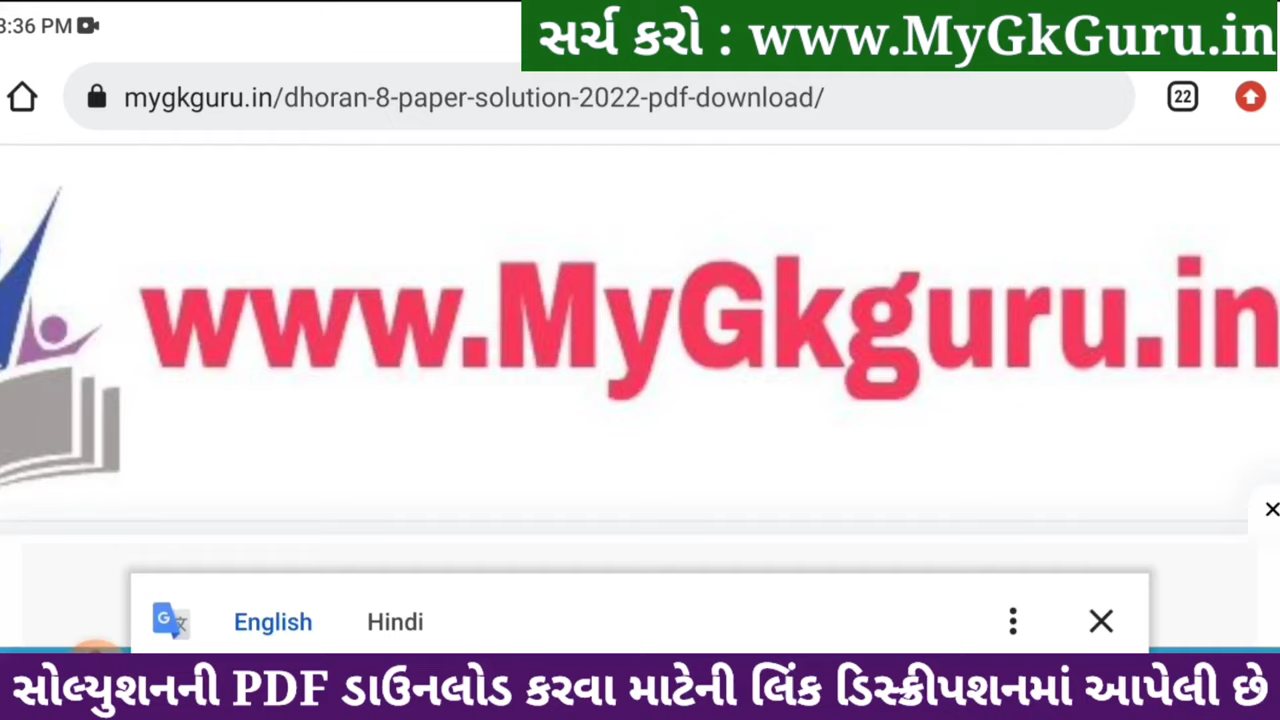 3:36 PM
સર્ચ કરો : www.MyGkGuru.in
mygkguru.in/dhoran-8-paper-solution-2022-pdf-download/
22
www.MyGkguru.in
English Hindi
સોલ્યુશનની PDF ડાઉનલોડ કરવા માટેની લિંક ડિસ્ક્રીપશનમાં આપેલી છે